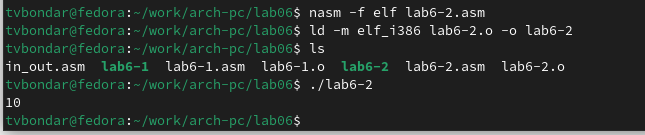 tvbondar@fedora:~/work/arch-pc/lab06$ nasm -f elf lab6-2.asm
tvbondar@fedora:~/work/arch-pc/lab06$ ld -m elf_i386 lab6-2.o -o lab6-2
tvbondar@fedora:~/work/arch-pc/lab06$ ls
in_out.asm  lab6-1  lab6-1.asm  lab6-1.o  lab6-2  lab6-2.asm  lab6-2.o
tvbondar@fedora:~/work/arch-pc/lab06$ ./lab6-2
10
tvbondar@fedora:~/work/arch-pc/lab06$